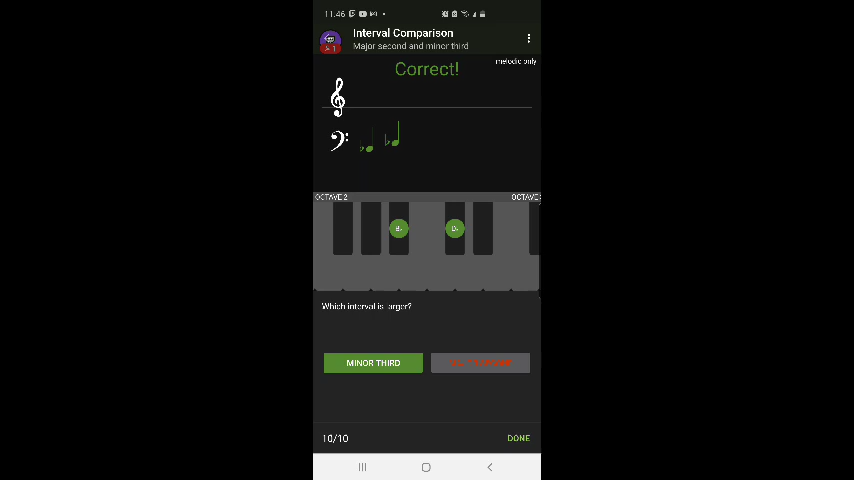 11.46
Interval Comparison
Major second and minor third
Correct!
melodic only
OCTAVE 2
OCTAVE
B♭
D♭
Which interval is larger?
MINOR THIRD
10/10
DONE